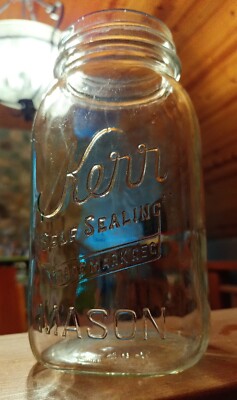 Kerr
SELF SEALING
TRADE MARK REG
MASON